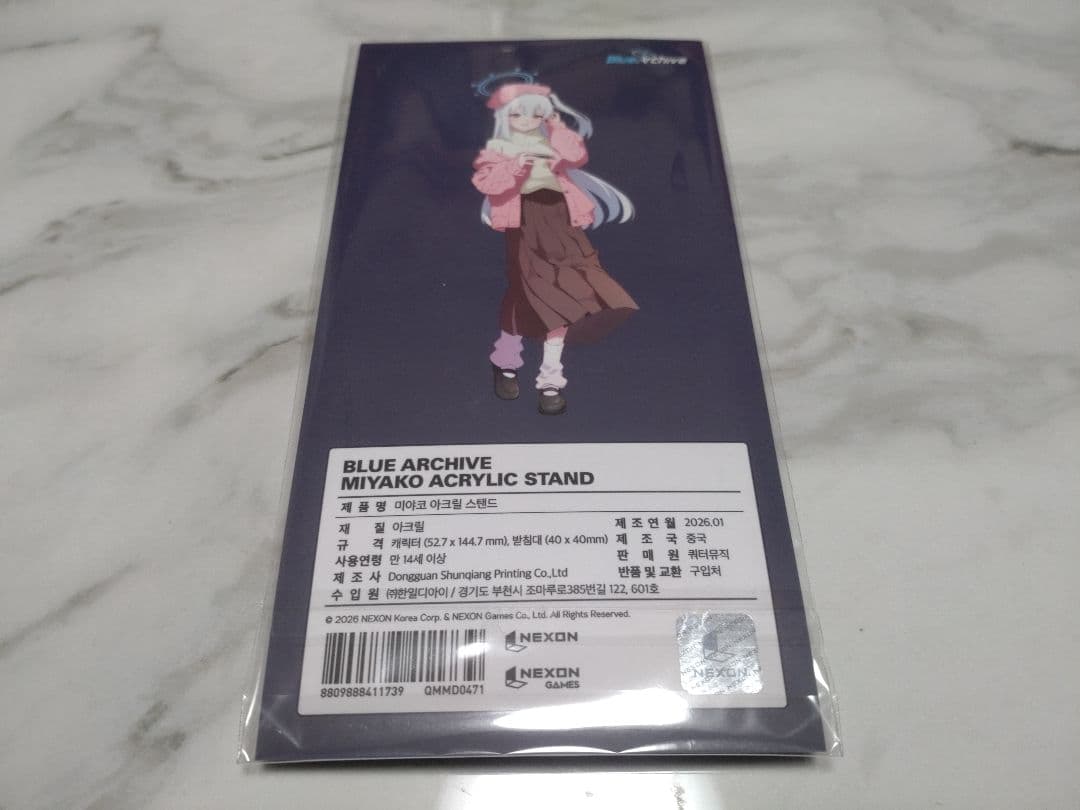 Blue Archive
BLUE ARCHIVE
MIYAKO ACRYLIC STAND
제 품 명 미야코 아크릴 스탠드
재 질 아크릴
규 격 캐릭터 (52.7 x 144.7 mm), 받침대 (40 x 40mm)
사용연령 만 14세 이상
제 조 사 Dongguan Shunqiang Printing Co.,Ltd
수 입 원 ㈜한일디아이 / 경기도 부천시 조마루로385번길 122, 601호
제 조 연 월 2026.01
제 조 국 중국
판 매 원 쿼터뮤직
반품 및 교환 구입처
© 2026 NEXON Korea Corp. & NEXON Games Co., Ltd. All Rights Reserved.
8809888411739 QMMD0471
NEXON
NEXON
GAMES
NEXON